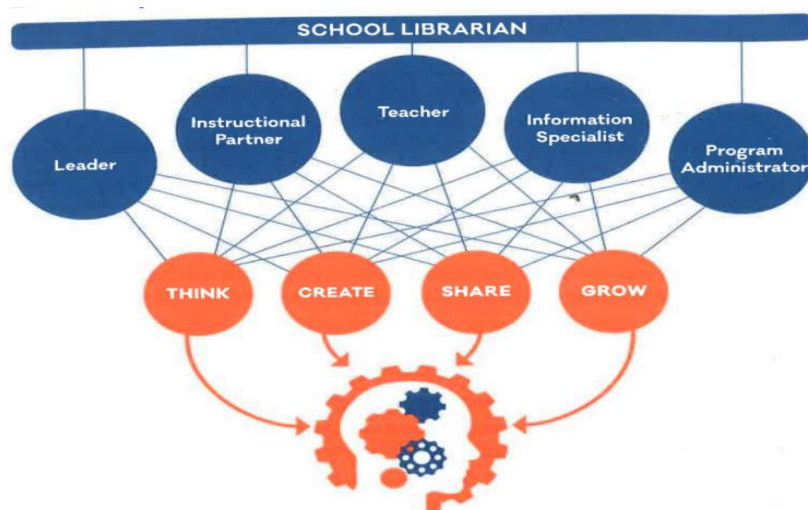 SCHOOL LIBRARIAN
Leader
Instructional
Partner
Teacher
Information
Specialist
Program
Administrator
THINK
CREATE
SHARE
GROW